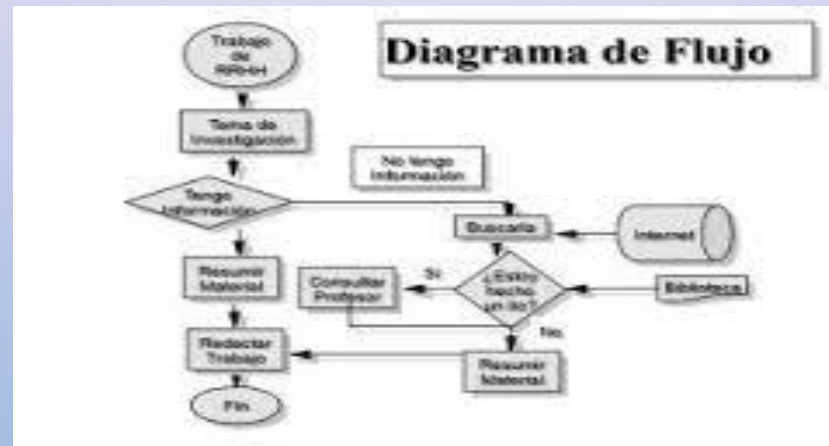 Diagrama de Flujo
Trabajo
de
RRHH
Tema de
Investigación
No tengo
Información
Tengo
Información
Buscarla
Internet
Resumir
Material
Consultar
Profesor
Si
¿Estoy
hecho
un lio?
Biblioteca
No
Redactar
Trabajo
Resumir
Material
Fin